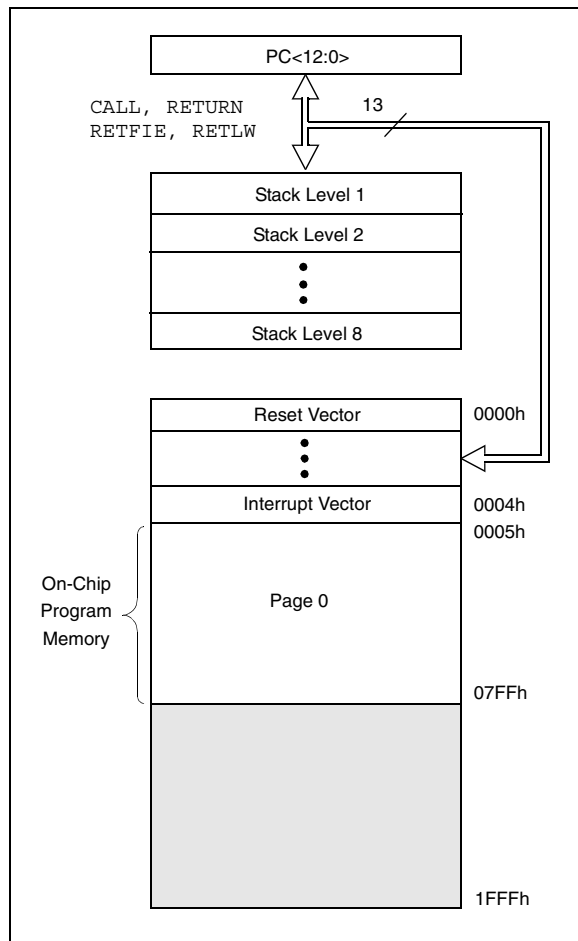 PC<12:0>
CALL, RETURN
RETFIE, RETLW
13
Stack Level 1
Stack Level 2
Stack Level 8
Reset Vector
0000h
Interrupt Vector
0004h
0005h
On-Chip
Program
Memory
Page 0
07FFh
1FFFh